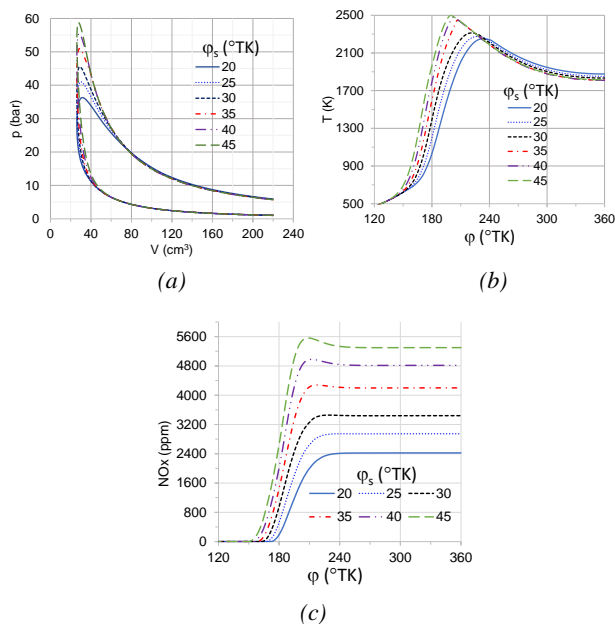 60
50
40
30
20
10
0
p (bar)
0 40 80 120 160 200 240
V (cm³)
φs (°TK)
20
25
30
35
40
45
(a)
2500
2100
1700
1300
900
500
T (K)
120 180 240 300 360
φ (°TK)
φs (°TK)
20
25
30
35
40
45
(b)
5600
4800
4000
3200
2400
1600
800
0
NOx (ppm)
120 180 240 300 360
φ (°TK)
φs (°TK)
20 25 30
35 40 45
(c)